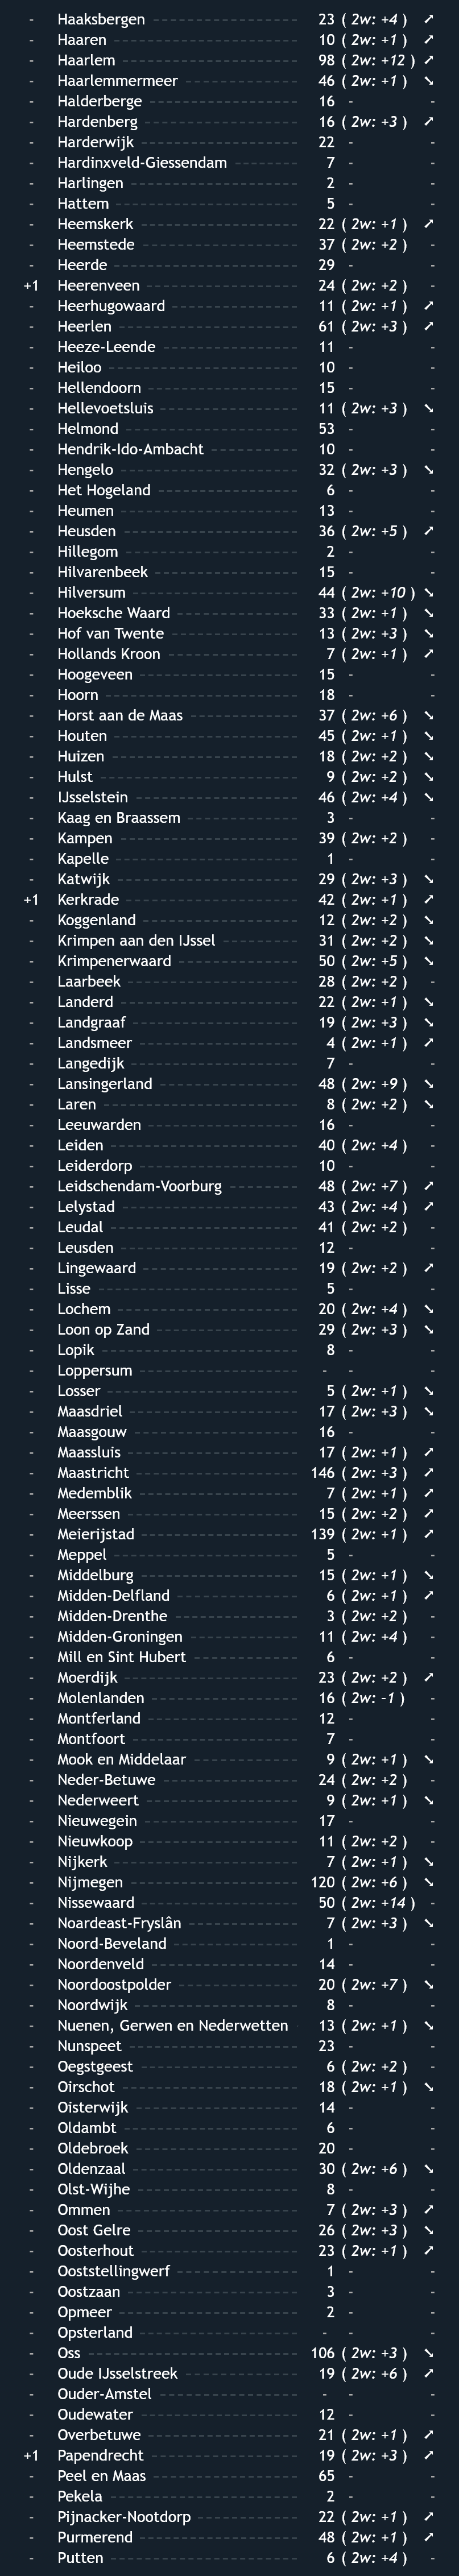 - Haaksbergen 23 ( 2w: +4 ) ➚
- Haaren 10 ( 2w: +1 ) ➚
- Haarlem 98 ( 2w: +12 ) ➚
- Haarlemmermeer 46 ( 2w: +1 ) ➘
- Halderberge 16 - -
- Hardenberg 16 ( 2w: +3 ) ➚
- Harderwijk 22 - -
- Hardinxveld-Giessendam 7 - -
- Harlingen 2 - -
- Hattem 5 - -
- Heemskerk 22 ( 2w: +1 ) ➚
- Heemstede 37 ( 2w: +2 ) -
- Heerde 29 - -
+1 Heerenveen 24 ( 2w: +2 ) -
- Heerhugowaard 11 ( 2w: +1 ) ➚
- Heerlen 61 ( 2w: +3 ) ➚
- Heeze-Leende 11 - -
- Heiloo 10 - -
- Hellendoorn 15 - -
- Hellevoetsluis 11 ( 2w: +3 ) ➘
- Helmond 53 - -
- Hendrik-Ido-Ambacht 10 - -
- Hengelo 32 ( 2w: +3 ) ➘
- Het Hogeland 6 - -
- Heumen 13 - -
- Heusden 36 ( 2w: +5 ) ➚
- Hillegom 2 - -
- Hilvarenbeek 15 - -
- Hilversum 44 ( 2w: +10 ) ➘
- Hoeksche Waard 33 ( 2w: +1 ) ➘
- Hof van Twente 13 ( 2w: +3 ) ➘
- Hollands Kroon 7 ( 2w: +1 ) ➚
- Hoogeveen 15 - -
- Hoorn 18 - -
- Horst aan de Maas 37 ( 2w: +6 ) ➘
- Houten 45 ( 2w: +1 ) ➘
- Huizen 18 ( 2w: +2 ) ➘
- Hulst 9 ( 2w: +2 ) ➘
- IJsselstein 46 ( 2w: +4 ) ➘
- Kaag en Braassem 3 - -
- Kampen 39 ( 2w: +2 ) -
- Kapelle 1 - -
- Katwijk 29 ( 2w: +3 ) ➘
+1 Kerkrade 42 ( 2w: +1 ) ➚
- Koggenland 12 ( 2w: +2 ) ➘
- Krimpen aan den IJssel 31 ( 2w: +2 ) ➘
- Krimpenerwaard 50 ( 2w: +5 ) ➘
- Laarbeek 28 ( 2w: +2 ) -
- Landerd 22 ( 2w: +1 ) ➘
- Landgraaf 19 ( 2w: +3 ) ➘
- Landsmeer 4 ( 2w: +1 ) ➚
- Langedijk 7 - -
- Lansingerland 48 ( 2w: +9 ) ➘
- Laren 8 ( 2w: +2 ) ➘
- Leeuwarden 16 - -
- Leiden 40 ( 2w: +4 ) -
- Leiderdorp 10 - -
- Leidschendam-Voorburg 48 ( 2w: +7 ) ➚
- Lelystad 43 ( 2w: +4 ) ➚
- Leudal 41 ( 2w: +2 ) -
- Leusden 12 - -
- Lingewaard 19 ( 2w: +2 ) ➚
- Lisse 5 - -
- Lochem 20 ( 2w: +4 ) ➘
- Loon op Zand 29 ( 2w: +3 ) ➘
- Lopik 8 - -
- Loppersum - - -
- Losser 5 ( 2w: +1 ) ➘
- Maasdriel 17 ( 2w: +3 ) ➘
- Maasgouw 16 - -
- Maassluis 17 ( 2w: +1 ) ➚
- Maastricht 146 ( 2w: +3 ) ➚
- Medemblik 7 ( 2w: +1 ) ➚
- Meerssen 15 ( 2w: +2 ) ➚
- Meierijstad 139 ( 2w: +1 ) ➚
- Meppel 5 - -
- Middelburg 15 ( 2w: +1 ) ➘
- Midden-Delfland 6 ( 2w: +1 ) ➚
- Midden-Drenthe 3 ( 2w: +2 ) -
- Midden-Groningen 11 ( 2w: +4 ) -
- Mill en Sint Hubert 6 - -
- Moerdijk 23 ( 2w: +2 ) ➚
- Molenlanden 16 ( 2w: -1 ) -
- Montferland 12 - -
- Montfoort 7 - -
- Mook en Middelaar 9 ( 2w: +1 ) ➘
- Neder-Betuwe 24 ( 2w: +2 ) -
- Nederweert 9 ( 2w: +1 ) ➘
- Nieuwegein 17 - -
- Nieuwkoop 11 ( 2w: +2 ) -
- Nijkerk 7 ( 2w: +1 ) ➘
- Nijmegen 120 ( 2w: +6 ) ➘
- Nissewaard 50 ( 2w: +14 ) -
- Noardeast-Fryslân 7 ( 2w: +3 ) ➘
- Noord-Beveland 1 - -
- Noordenveld 14 - -
- Noordoostpolder 20 ( 2w: +7 ) ➘
- Noordwijk 8 - -
- Nuenen, Gerwen en Nederwetten 13 ( 2w: +1 ) ➘
- Nunspeet 23 - -
- Oegstgeest 6 ( 2w: +2 ) -
- Oirschot 18 ( 2w: +1 ) ➘
- Oisterwijk 14 - -
- Oldambt 6 - -
- Oldebroek 20 - -
- Oldenzaal 30 ( 2w: +6 ) ➘
- Olst-Wijhe 8 - -
- Ommen 7 ( 2w: +3 ) ➚
- Oost Gelre 26 ( 2w: +3 ) ➘
- Oosterhout 23 ( 2w: +1 ) ➚
- Ooststellingwerf 1 - -
- Oostzaan 3 - -
- Opmeer 2 - -
- Opsterland - - -
- Oss 106 ( 2w: +3 ) ➘
- Oude IJsselstreek 19 ( 2w: +6 ) ➚
- Ouder-Amstel - - -
- Oudewater 12 - -
- Overbetuwe 21 ( 2w: +1 ) ➚
+1 Papendrecht 19 ( 2w: +3 ) ➚
- Peel en Maas 65 - -
- Pekela 2 - -
- Pijnacker-Nootdorp 22 ( 2w: +1 ) ➚
- Purmerend 48 ( 2w: +1 ) ➚
- Putten 6 ( 2w: +4 ) -